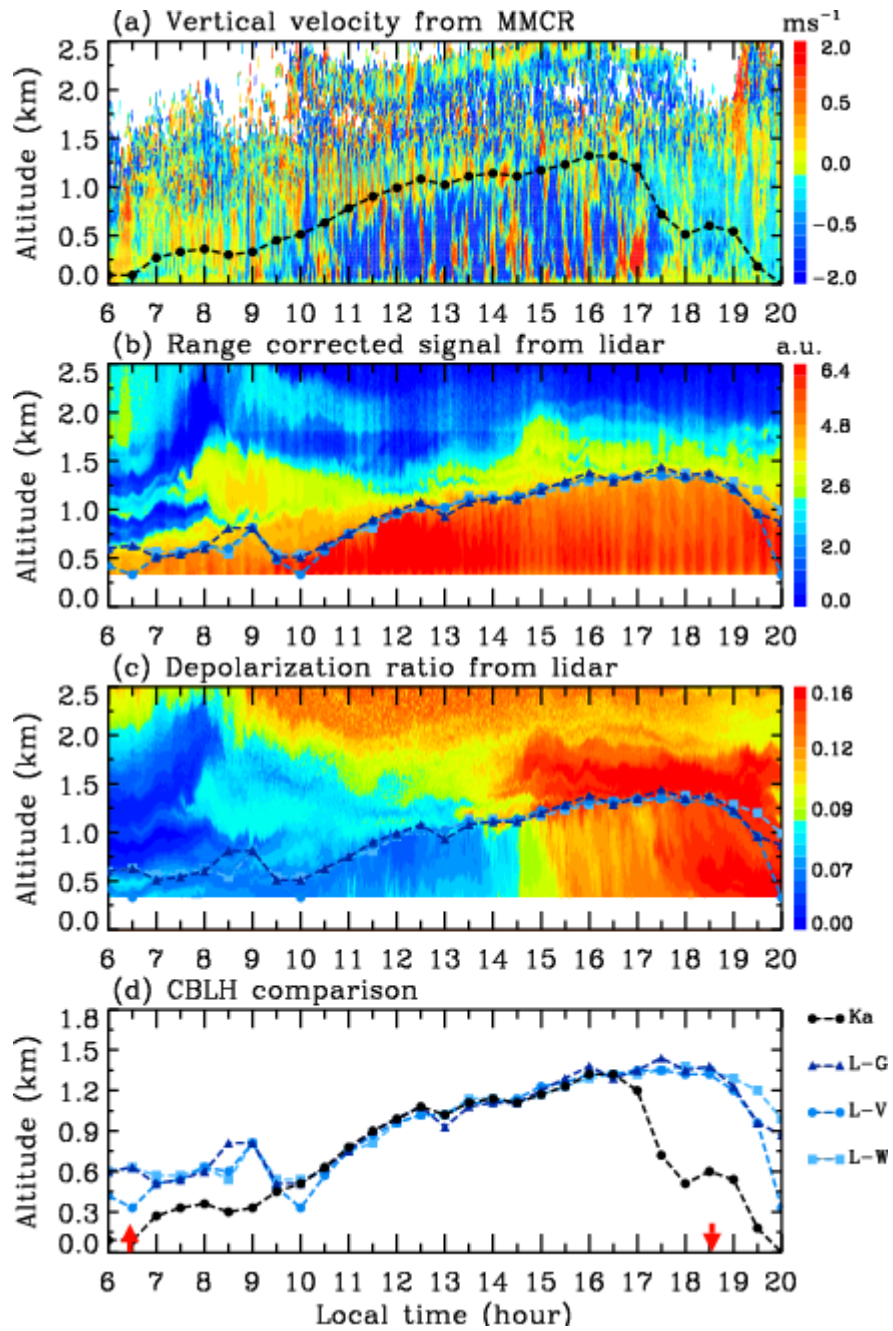 (a) Vertical velocity from MMCR ms⁻¹
2.5
2.0
1.5
1.0
0.5
0.0
Altitude (km)
2.0
0.5
0.0
−0.5
−2.0
6 7 8 9 10 11 12 13 14 15 16 17 18 19 20
(b) Range corrected signal from lidar a.u.
2.5
2.0
1.5
1.0
0.5
0.0
Altitude (km)
6.4
4.8
2.6
2.0
0.0
6 7 8 9 10 11 12 13 14 15 16 17 18 19 20
(c) Depolarization ratio from lidar
2.5
2.0
1.5
1.0
0.5
0.0
Altitude (km)
0.16
0.12
0.09
0.07
0.00
6 7 8 9 10 11 12 13 14 15 16 17 18 19 20
(d) CBLH comparison
1.8
1.5
1.2
0.9
0.6
0.3
0.0
Altitude (km)
Ka
L−G
L−V
L−W
6 7 8 9 10 11 12 13 14 15 16 17 18 19 20
Local time (hour)